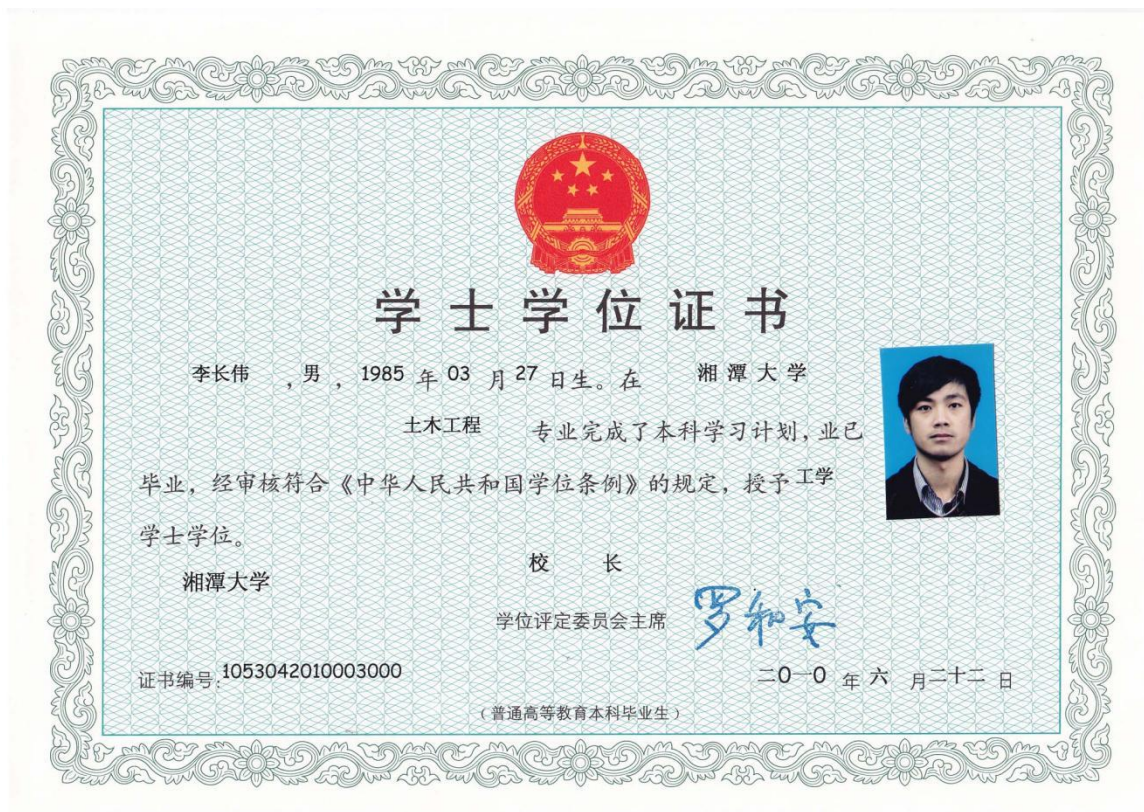 学士学位证书
李长伟 ,男, 1985 年 03 月 27 日生。在 湘潭大学
土木工程 专业完成了本科学习计划,业已
毕业,经审核符合《中华人民共和国学位条例》的规定,授予 工学
学士学位。
湘潭大学
校 长
学位评定委员会主席 罗和安
证书编号:1053042010003000
二0一0 年 六 月 二十二 日
(普通高等教育本科毕业生)